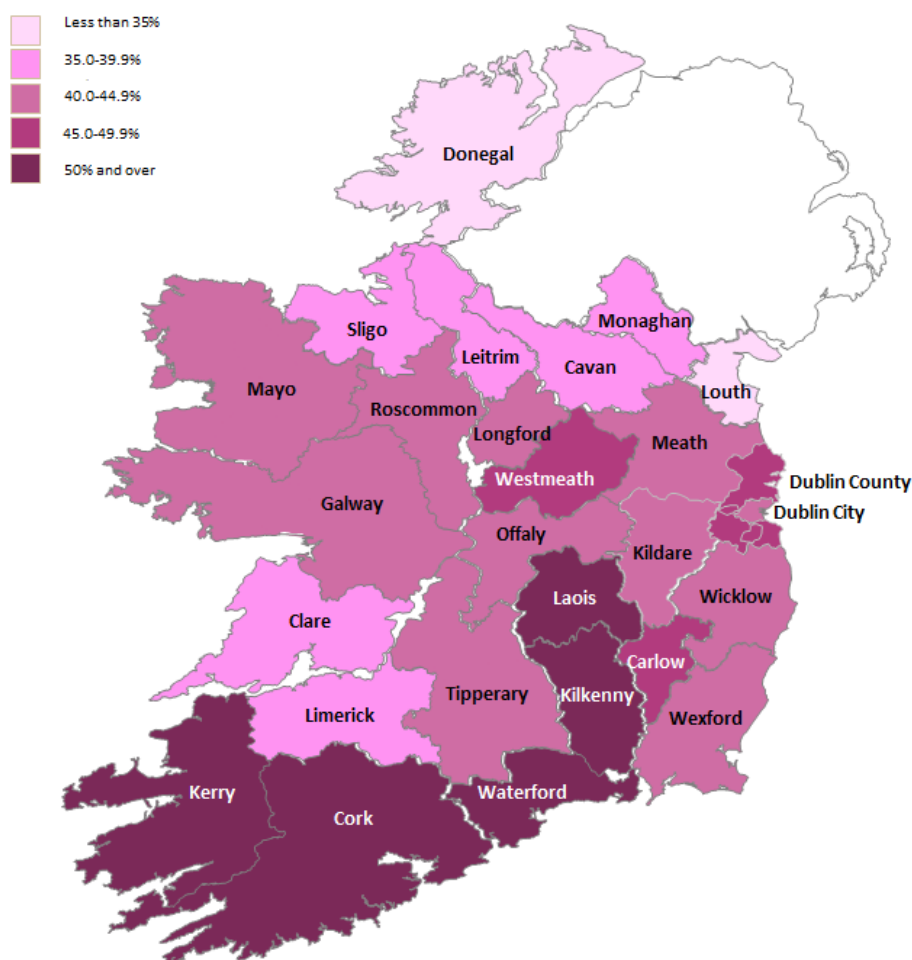 Less than 35%
35.0-39.9%
40.0-44.9%
45.0-49.9%
50% and over
Donegal
Monaghan
Sligo
Leitrim
Cavan
Mayo
Louth
Roscommon
Longford
Meath
Westmeath
Dublin County
Galway
Dublin City
Offaly
Kildare
Laois
Wicklow
Clare
Carlow
Tipperary
Kilkenny
Limerick
Wexford
Kerry
Waterford
Cork